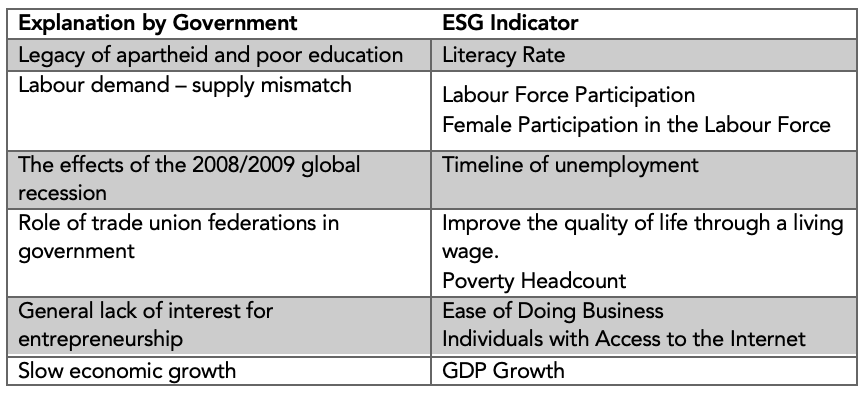 Explanation by Government ESG Indicator
Legacy of apartheid and poor education Literacy Rate
Labour demand – supply mismatch
Labour Force Participation
Female Participation in the Labour Force
The effects of the 2008/2009 global
recession
Timeline of unemployment
Role of trade union federations in
government
Improve the quality of life through a living
wage.
Poverty Headcount
General lack of interest for
entrepreneurship
Ease of Doing Business
Individuals with Access to the Internet
Slow economic growth GDP Growth